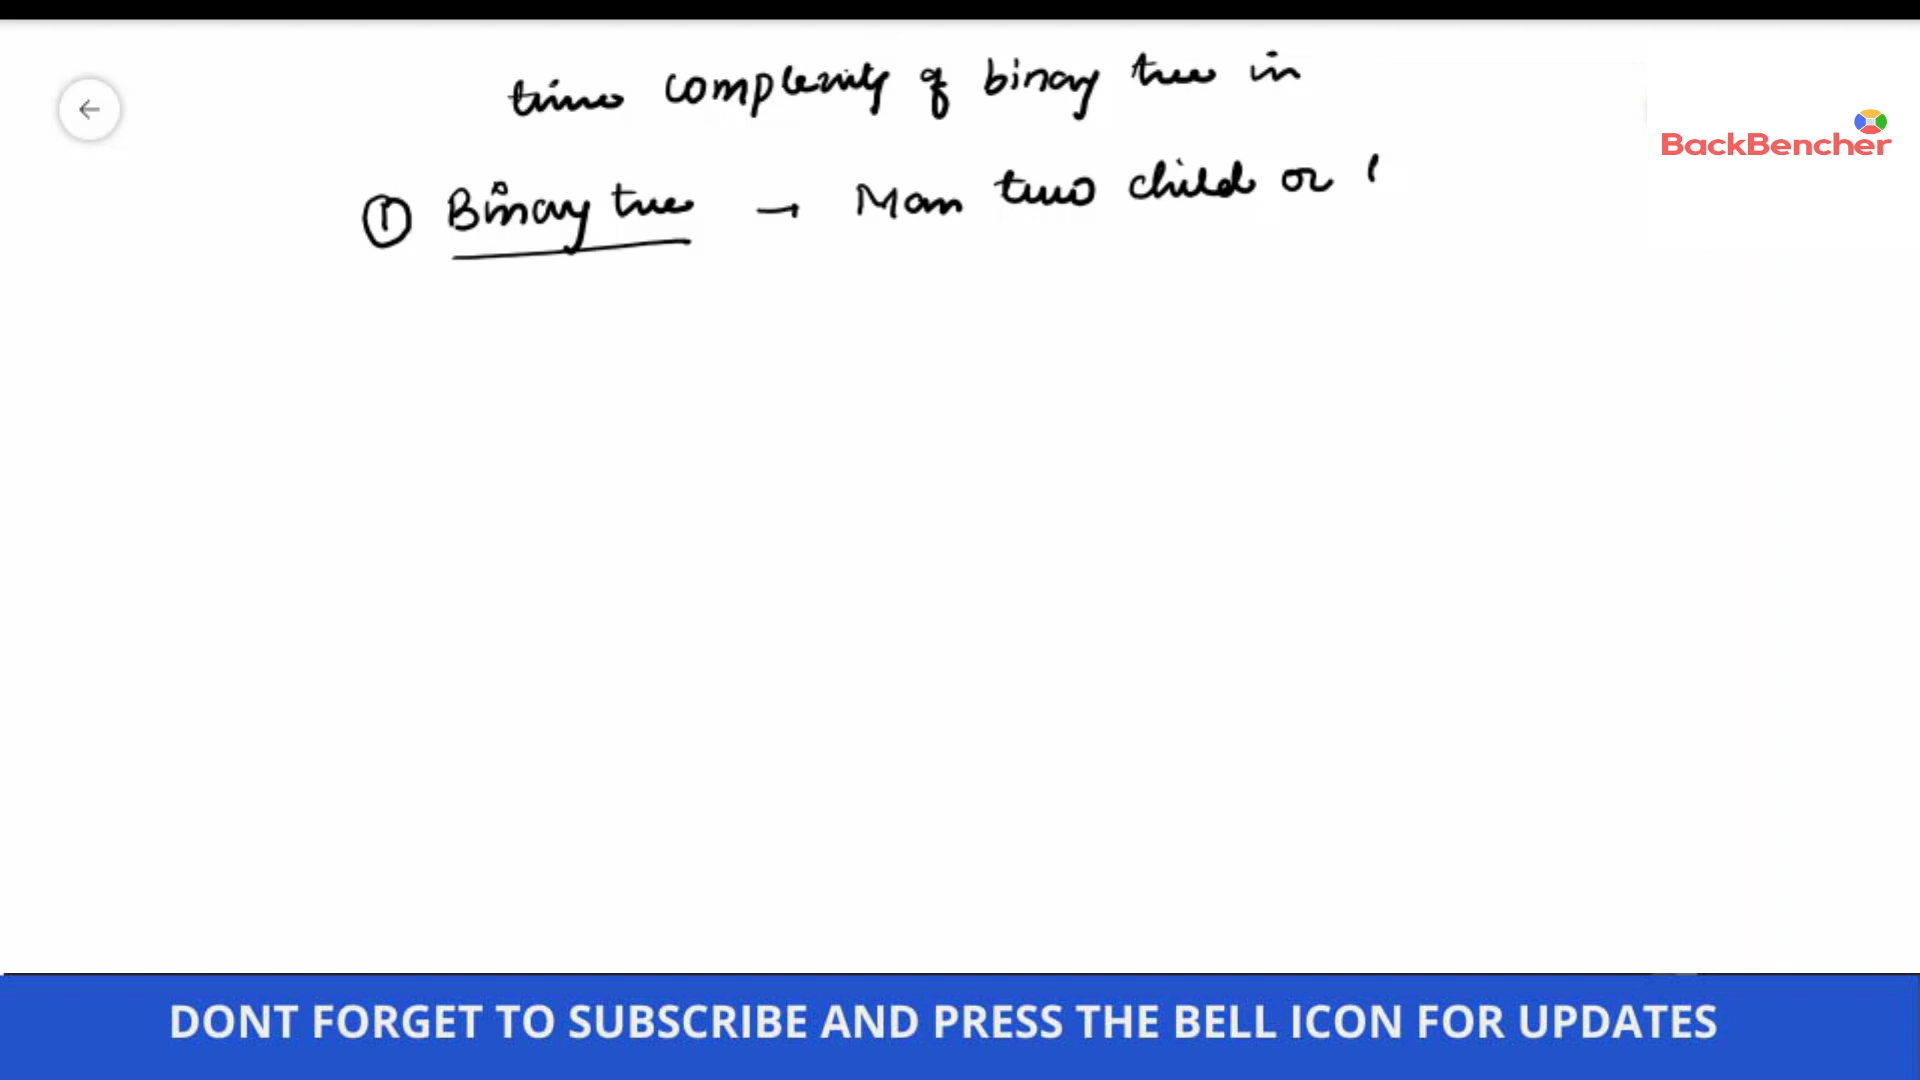 time complexity of binary tree in
BackBencher
① Binary tree → Max two child or
DONT FORGET TO SUBSCRIBE AND PRESS THE BELL ICON FOR UPDATES